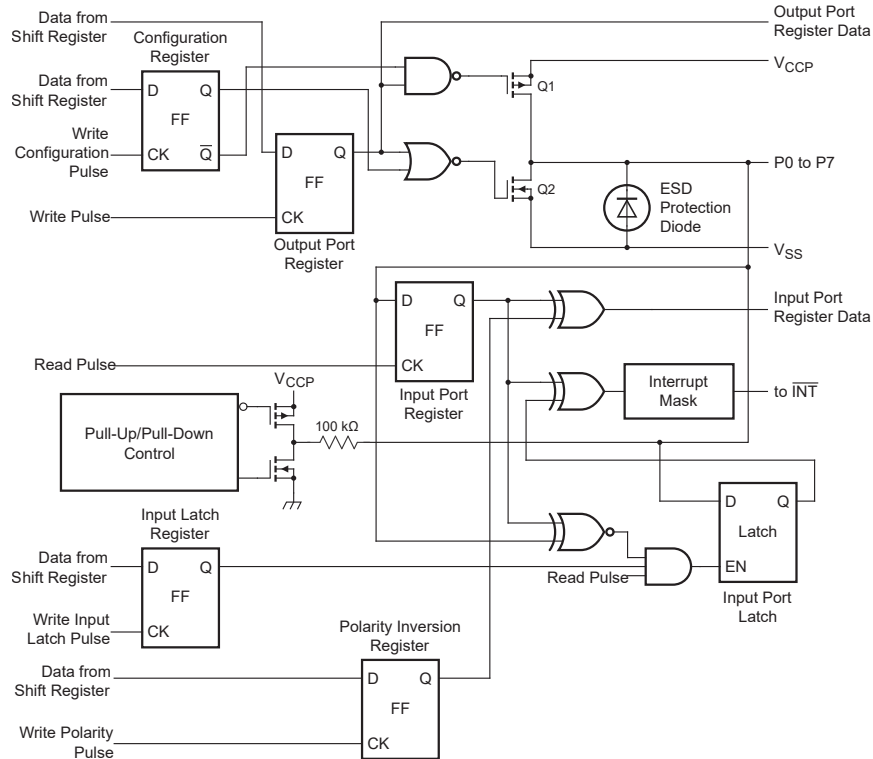 Data from
Shift Register
Output Port
Register Data
Configuration
Register
VCCP
Data from
Shift Register
D
Q
Q1
FF
Write
Configuration
Pulse
CK
Q̅
D
Q
P0 to P7
FF
Q2
ESD
Protection
Diode
Write Pulse
CK
Output Port
Register
VSS
D
Q
Input Port
Register Data
FF
Read Pulse
CK
Input Port
Register
Interrupt
Mask
to I̅N̅T̅
VCCP
Pull-Up/Pull-Down
Control
100 kΩ
D
Q
Latch
EN
Input Port
Latch
Input Latch
Register
Data from
Shift Register
D
Q
FF
Read Pulse
Write Input
Latch Pulse
CK
Polarity Inversion
Register
Data from
Shift Register
D
Q
FF
Write Polarity
Pulse
CK